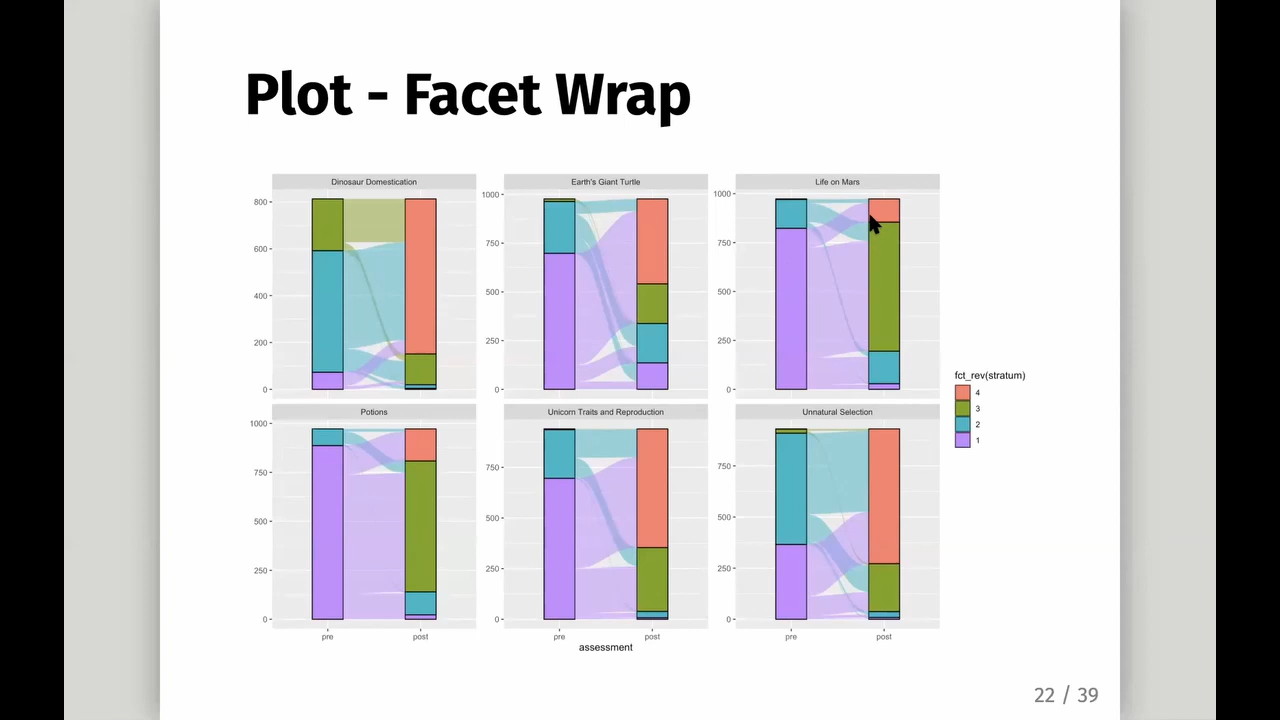 Plot - Facet Wrap
Dinosaur Domestication
Earth's Giant Turtle
Life on Mars
800
600
400
200
0
1000
750
500
250
0
1000
750
500
250
0
fct_rev(stratum)
4
3
2
1
Potions
Unicorn Traits and Reproduction
Unnatural Selection
1000
750
500
250
0
750
500
250
0
750
500
250
0
pre
post
pre
post
pre
post
assessment
22 / 39